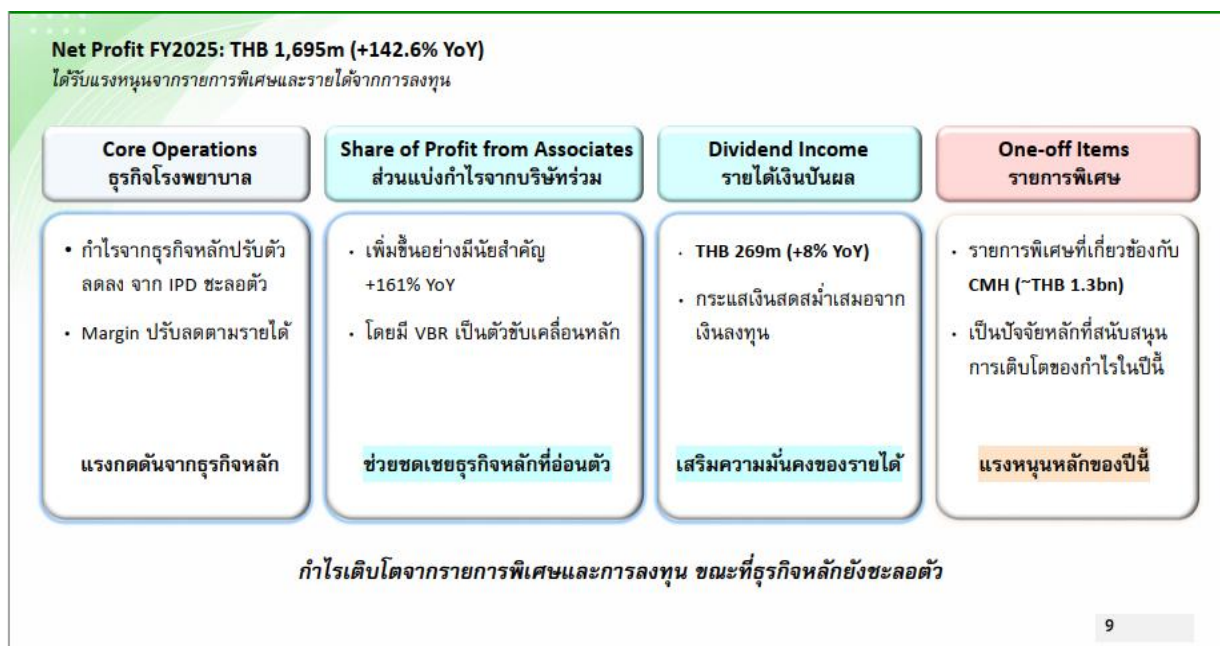 Net Profit FY2025: THB 1,695m (+142.6% YoY)
ได้รับแรงหนุนจากรายการพิเศษและรายได้จากการลงทุน
Core Operations
ธุรกิจโรงพยาบาล
• กำไรจากธุรกิจหลักปรับตัว
ลดลง จาก IPD ชะลอตัว
• Margin ปรับลดตามรายได้
แรงกดดันจากธุรกิจหลัก
Share of Profit from Associates
ส่วนแบ่งกำไรจากบริษัทร่วม
• เพิ่มขึ้นอย่างมีนัยสำคัญ
+161% YoY
• โดยมี VBR เป็นตัวขับเคลื่อนหลัก
ช่วยชดเชยธุรกิจหลักที่อ่อนตัว
Dividend Income
รายได้เงินปันผล
• THB 269m (+8% YoY)
• กระแสเงินสดสม่ำเสมอจาก
เงินลงทุน
เสริมความมั่นคงของรายได้
One-off Items
รายการพิเศษ
• รายการพิเศษที่เกี่ยวข้องกับ
CMH (~THB 1.3bn)
• เป็นปัจจัยหลักที่สนับสนุน
การเติบโตของกำไรในปีนี้
แรงหนุนหลักของปีนี้
กำไรเติบโตจากรายการพิเศษและการลงทุน ขณะที่ธุรกิจหลักยังชะลอตัว
9